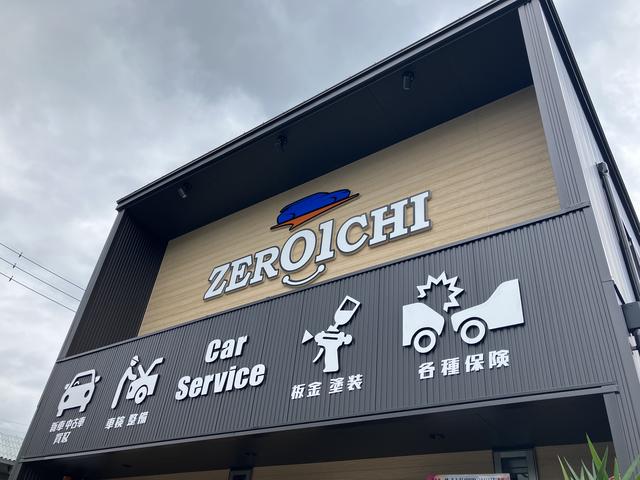 ZERO1CHI
新車 中古車
買取
車検 整備
Car
Service
板金 塗装
各種保険